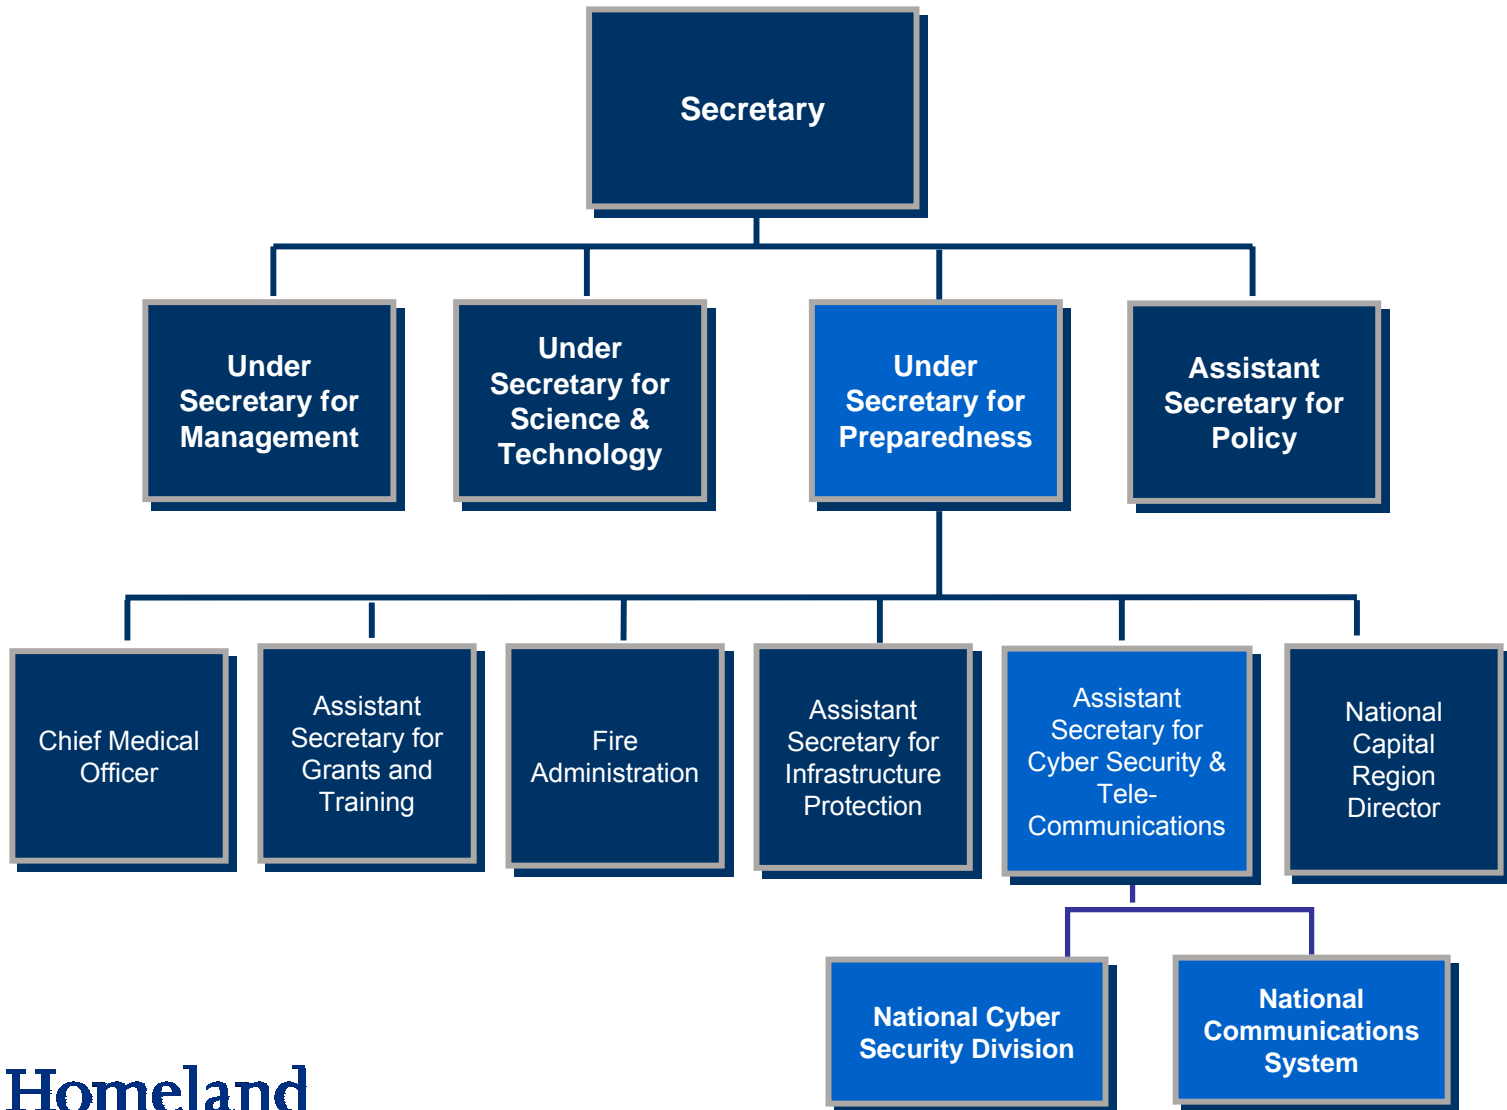 Secretary
Under
Secretary for
Management
Under
Secretary for
Science &
Technology
Under
Secretary for
Preparedness
Assistant
Secretary for
Policy
Chief Medical
Officer
Assistant
Secretary for
Grants and
Training
Fire
Administration
Assistant
Secretary for
Infrastructure
Protection
Assistant
Secretary for
Cyber Security &
Tele-
Communications
National
Capital
Region
Director
National Cyber
Security Division
National
Communications
System
Homeland